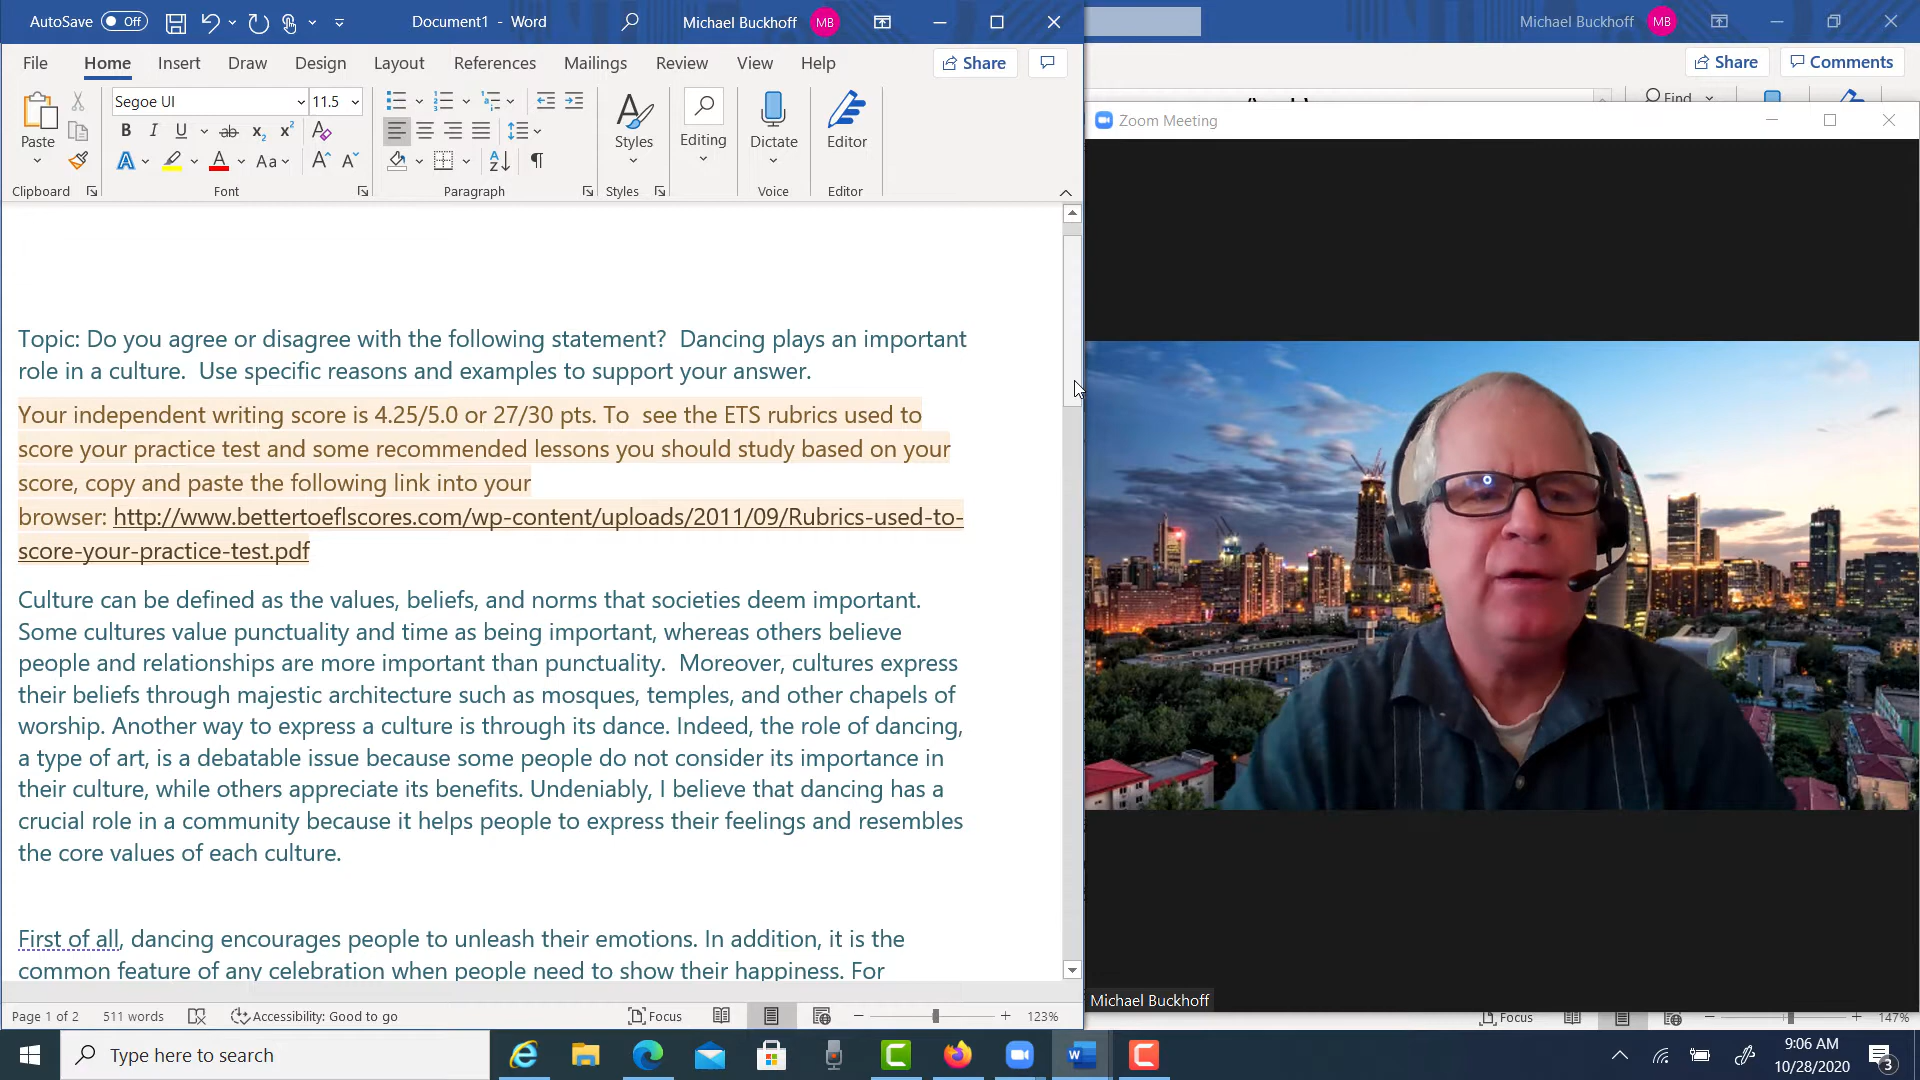 AutoSave Off Document1 - Word Michael Buckhoff MB
Michael Buckhoff MB
File Home Insert Draw Design Layout References Mailings Review View Help Share
Share Comments
Segoe UI 11.5
Paste Styles Editing Dictate Editor
Clipboard Font Paragraph Styles Voice Editor
Find
Zoom Meeting
Topic: Do you agree or disagree with the following statement? Dancing plays an important
role in a culture. Use specific reasons and examples to support your answer.
Your independent writing score is 4.25/5.0 or 27/30 pts. To see the ETS rubrics used to
score your practice test and some recommended lessons you should study based on your
score, copy and paste the following link into your
browser: http://www.bettertoeflscores.com/wp-content/uploads/2011/09/Rubrics-used-to-
score-your-practice-test.pdf
Culture can be defined as the values, beliefs, and norms that societies deem important.
Some cultures value punctuality and time as being important, whereas others believe
people and relationships are more important than punctuality. Moreover, cultures express
their beliefs through majestic architecture such as mosques, temples, and other chapels of
worship. Another way to express a culture is through its dance. Indeed, the role of dancing,
a type of art, is a debatable issue because some people do not consider its importance in
their culture, while others appreciate its benefits. Undeniably, I believe that dancing has a
crucial role in a community because it helps people to express their feelings and resembles
the core values of each culture.
First of all, dancing encourages people to unleash their emotions. In addition, it is the
common feature of any celebration when people need to show their happiness. For
Michael Buckhoff
Page 1 of 2 511 words Accessibility: Good to go Focus 123%
Focus 147%
Type here to search
9:06 AM
10/28/2020
3